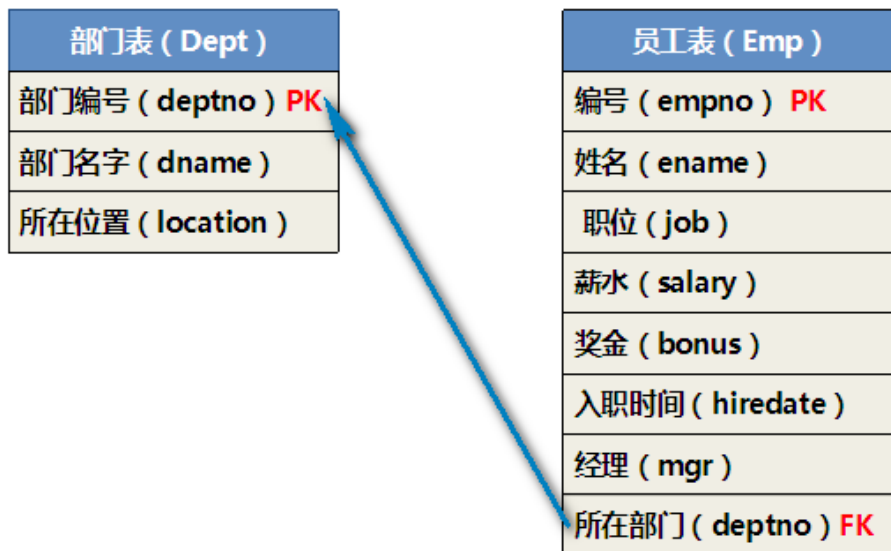 部门表（Dept）
部门编号（deptno）PK
部门名字（dname）
所在位置（location）
员工表（Emp）
编号（empno） PK
姓名（ename）
职位（job）
薪水（salary）
奖金（bonus）
入职时间（hiredate）
经理（mgr）
所在部门（deptno）FK